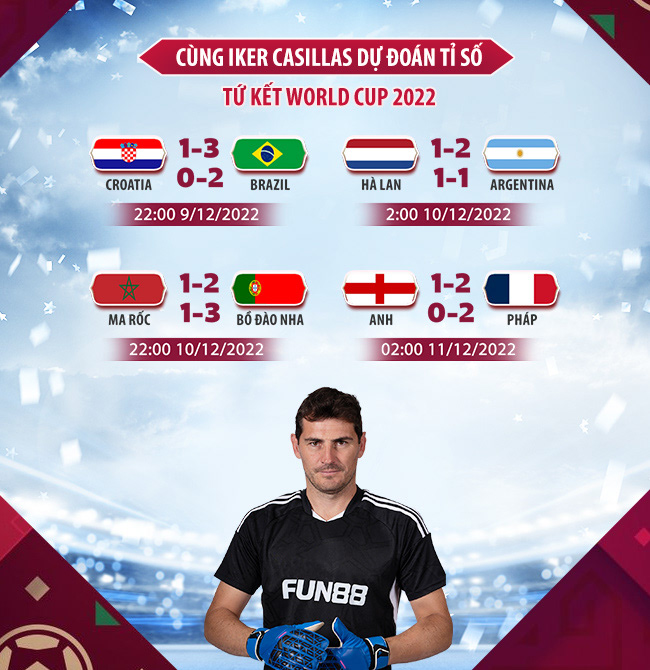 CÙNG IKER CASILLAS DỰ ĐOÁN TỈ SỐ
TỨ KẾT WORLD CUP 2022
1-3
0-2
CROATIA
BRAZIL
22:00 9/12/2022
1-2
1-1
HÀ LAN
ARGENTINA
2:00 10/12/2022
1-2
1-3
MA RỐC
BỒ ĐÀO NHA
22:00 10/12/2022
1-2
0-2
ANH
PHÁP
02:00 11/12/2022
FUN88